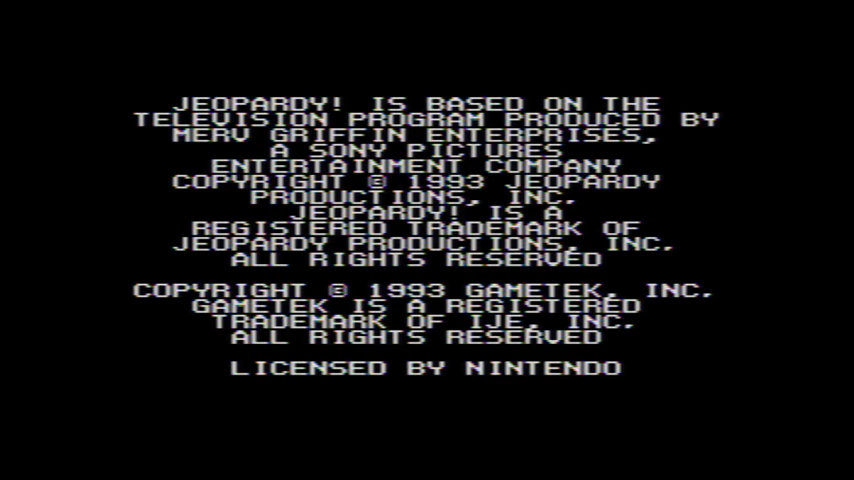 JEOPARDY! IS BASED ON THE
TELEVISION PROGRAM PRODUCED BY
MERV GRIFFIN ENTERPRISES,
A SONY PICTURES
ENTERTAINMENT COMPANY
COPYRIGHT © 1993 JEOPARDY
PRODUCTIONS, INC.
JEOPARDY! IS A
REGISTERED TRADEMARK OF
JEOPARDY PRODUCTIONS, INC.
ALL RIGHTS RESERVED
COPYRIGHT © 1993 GAMETEK, INC.
GAMETEK IS A REGISTERED
TRADEMARK OF IJE, INC.
ALL RIGHTS RESERVED
LICENSED BY NINTENDO